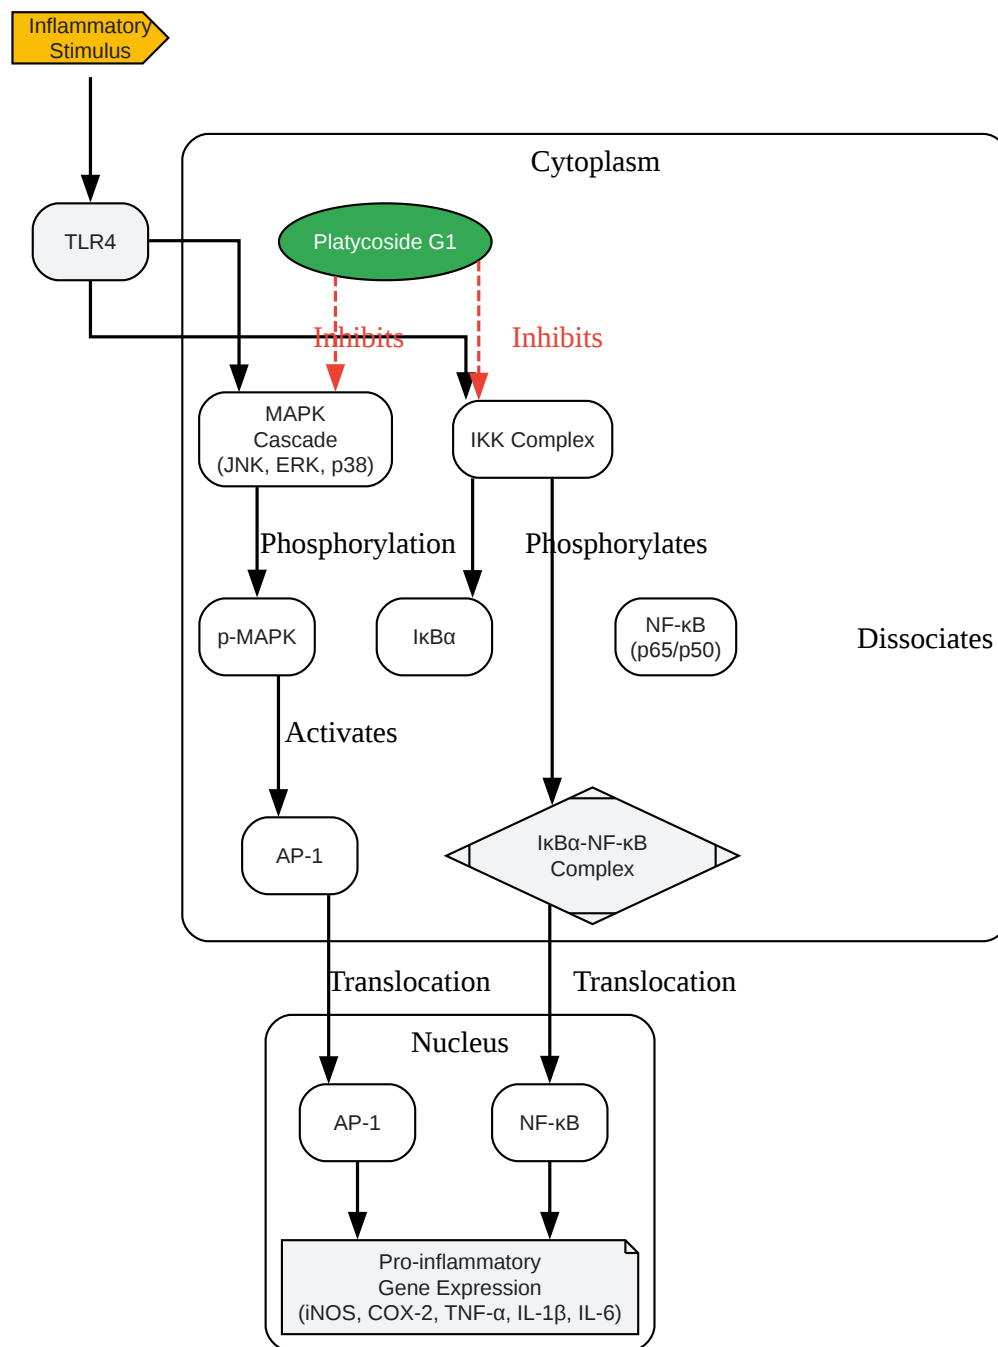 Inflammatory
Stimulus
Cytoplasm
TLR4
Platycoside G1
Inhibits
Inhibits
MAPK
Cascade
(JNK, ERK, p38)
IKK Complex
Phosphorylation
Phosphorylates
p-MAPK
IκBα
NF-κB
(p65/p50)
Dissociates
Activates
AP-1
IκBα-NF-κB
Complex
Translocation
Translocation
Nucleus
AP-1
NF-κB
Pro-inflammatory
Gene Expression
(iNOS, COX-2, TNF-α, IL-1β, IL-6)